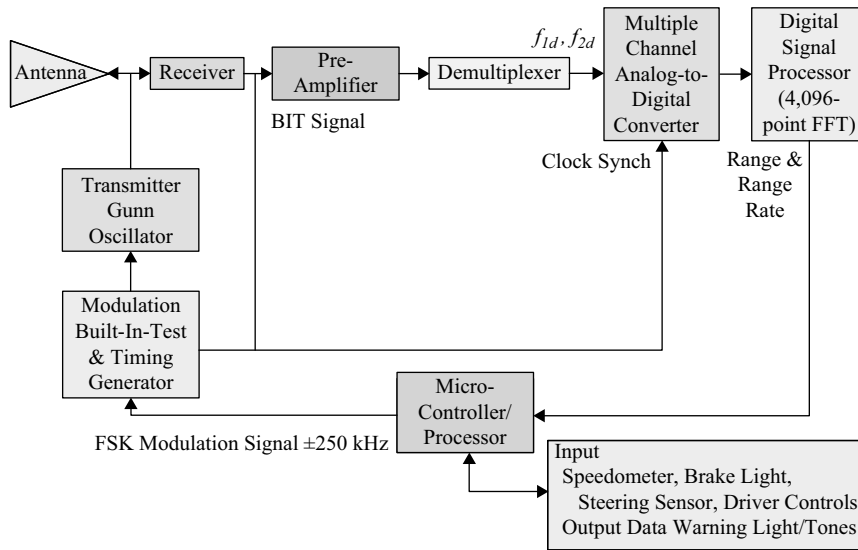 Antenna
Receiver
Pre-
Amplifier
Demultiplexer
f1d, f2d
Multiple
Channel
Analog-to-
Digital
Converter
Digital
Signal
Processor
(4,096-
point FFT)
BIT Signal
Clock Synch
Range &
Range
Rate
Transmitter
Gunn
Oscillator
Modulation
Built-In-Test
& Timing
Generator
Micro-
Controller/
Processor
FSK Modulation Signal ±250 kHz
Input
Speedometer, Brake Light,
Steering Sensor, Driver Controls
Output Data Warning Light/Tones